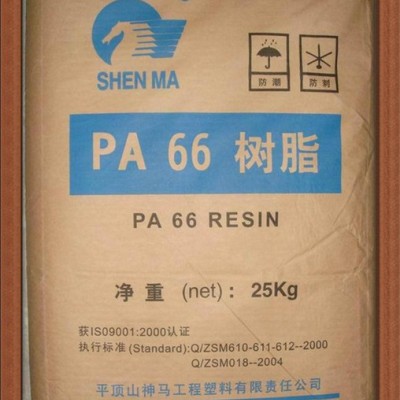 SHEN MA
防潮
防刺
PA 66 树脂
PA 66 RESIN
净重 (net): 25Kg
获IS09001:2000认证
执行标准(Standard):Q/ZSM610-611-612--2000
Q/ZSM018--2004
平顶山神马工程塑料有限责任公司